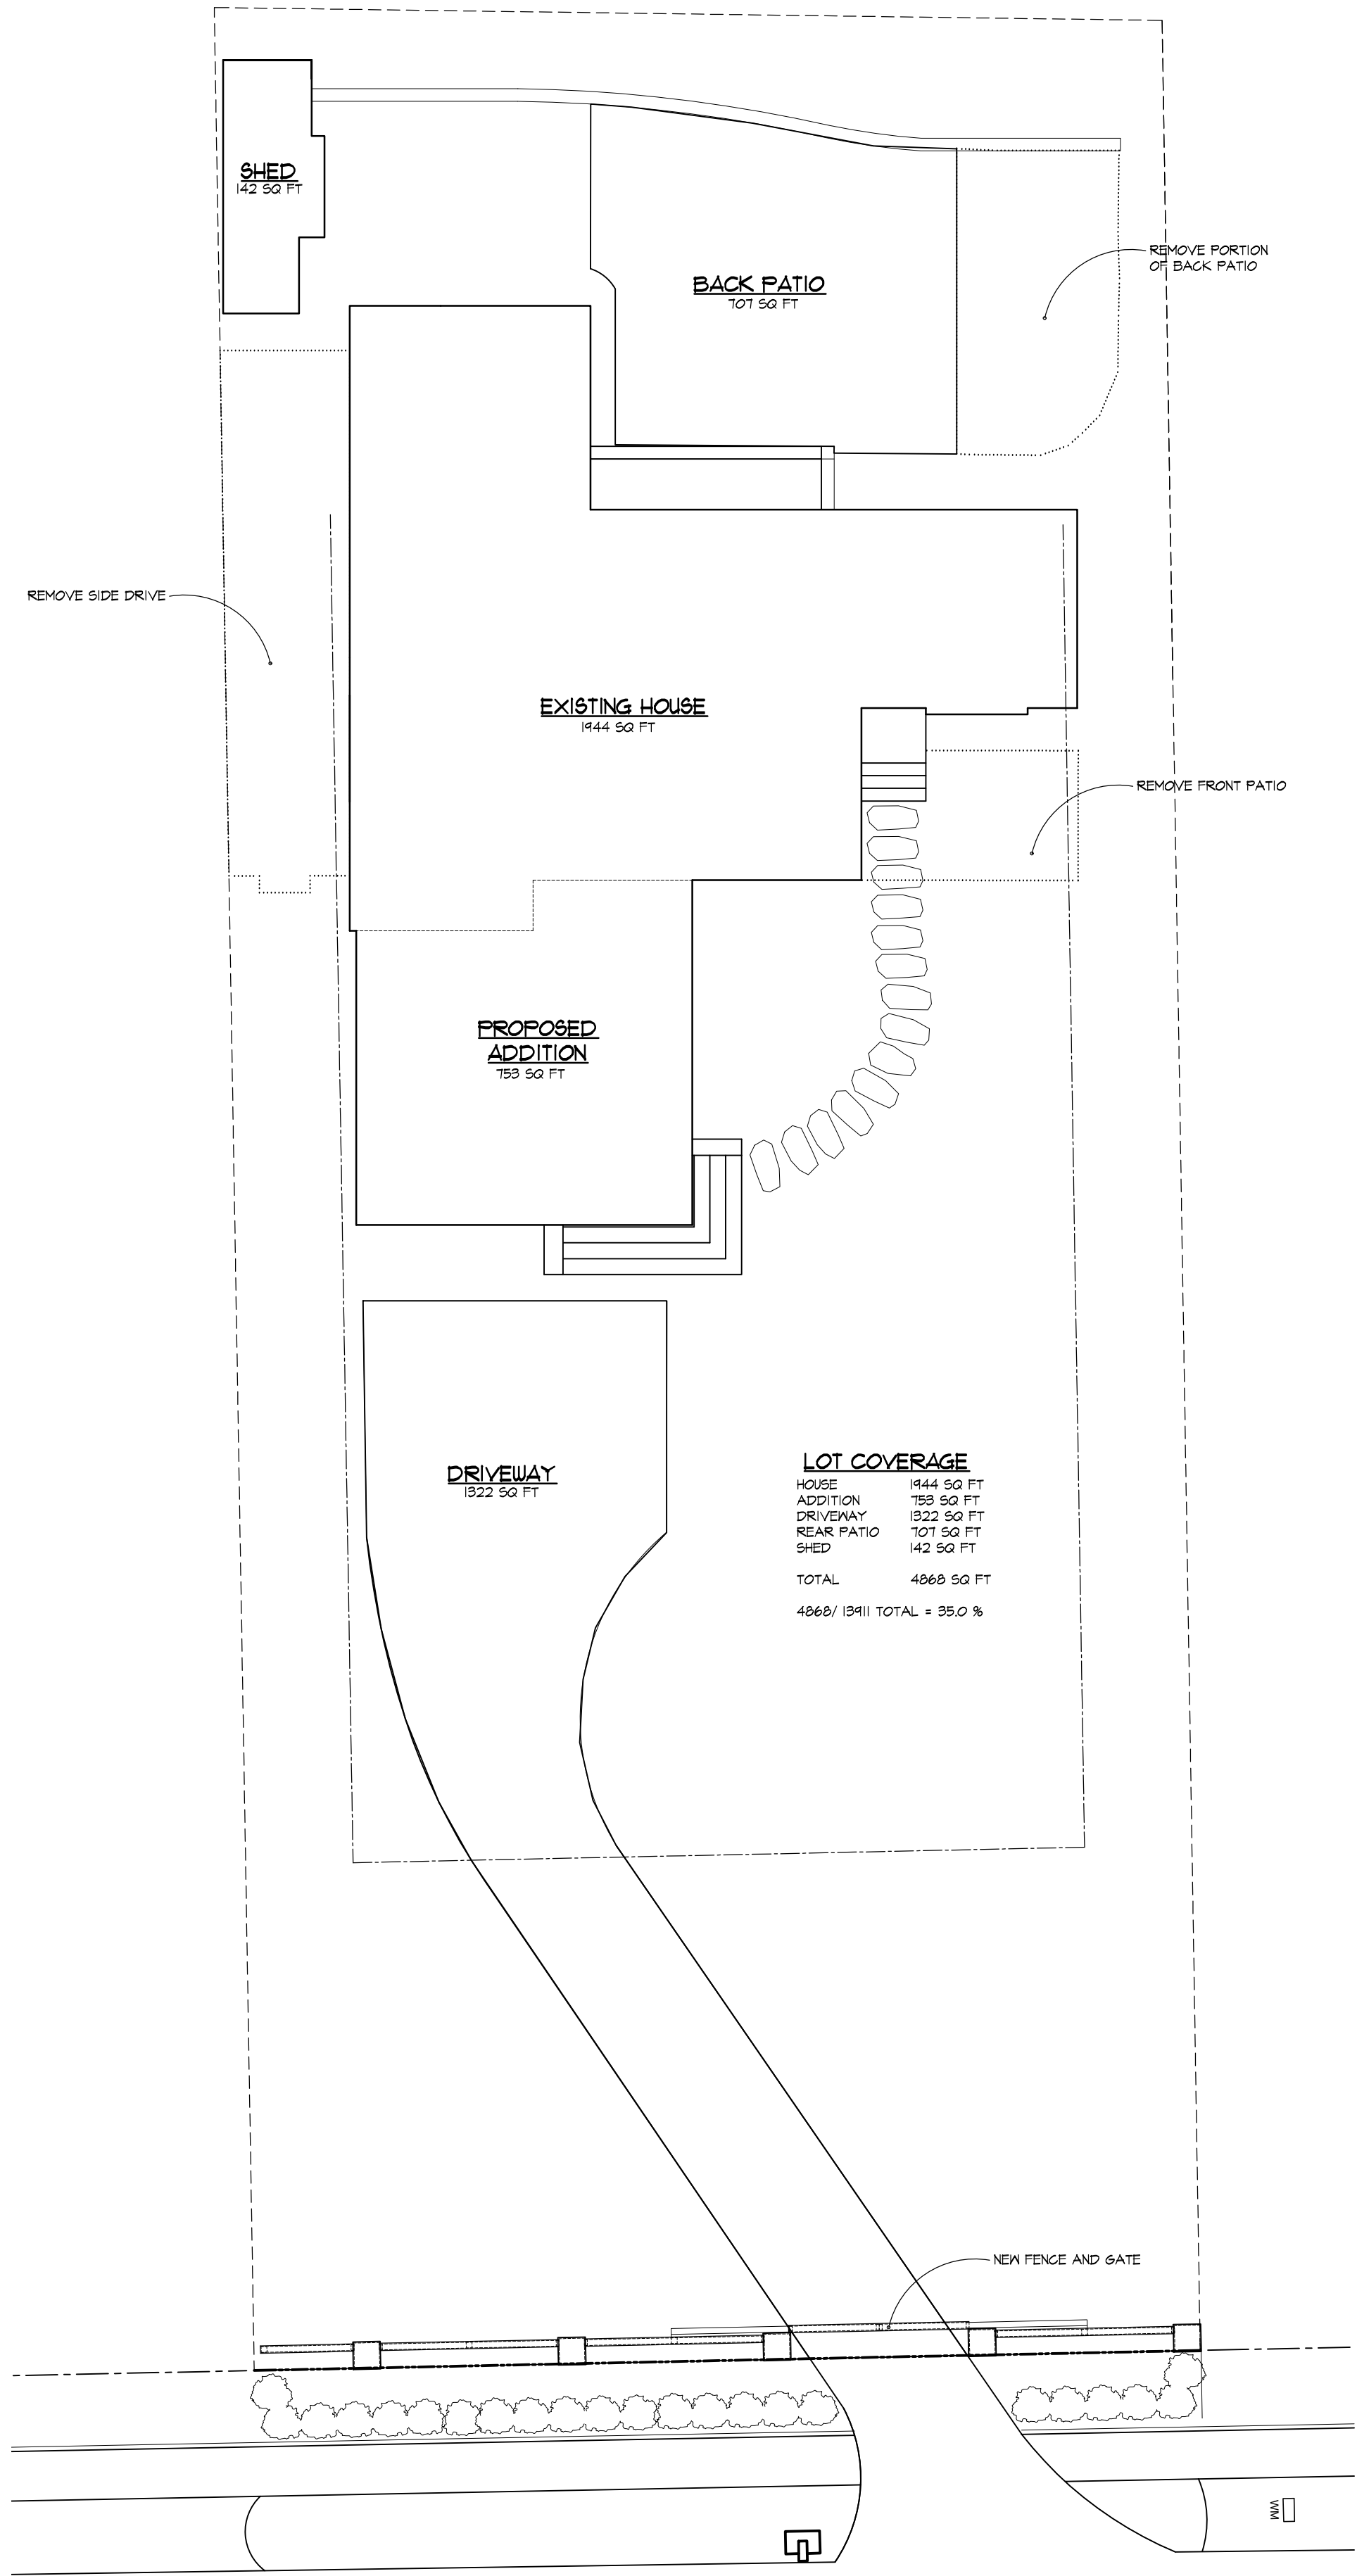 SHED
142 SQ FT
REMOVE PORTION
OF BACK PATIO
BACK PATIO
707 SQ FT
REMOVE SIDE DRIVE
EXISTING HOUSE
1944 SQ FT
REMOVE FRONT PATIO
PROPOSED
ADDITION
753 SQ FT
DRIVEWAY
1322 SQ FT
LOT COVERAGE
HOUSE 1944 SQ FT
ADDITION 753 SQ FT
DRIVEWAY 1322 SQ FT
REAR PATIO 707 SQ FT
SHED 142 SQ FT
TOTAL 4868 SQ FT
4868/ 13911 TOTAL = 35.0 %
NEW FENCE AND GATE
WM